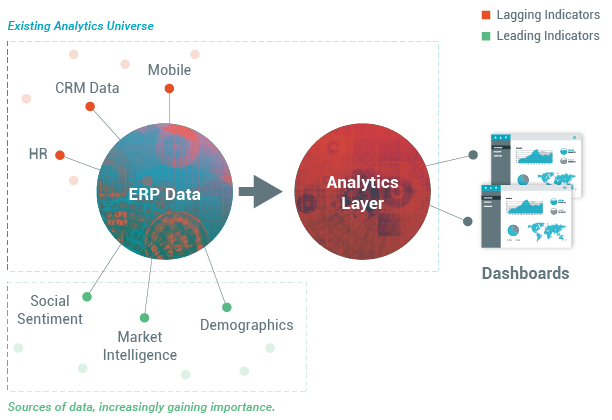 Existing Analytics Universe
Lagging Indicators
Leading Indicators
Mobile
CRM Data
HR
ERP Data
Analytics
Layer
Dashboards
Social
Sentiment
Market
Intelligence
Demographics
Sources of data, increasingly gaining importance.